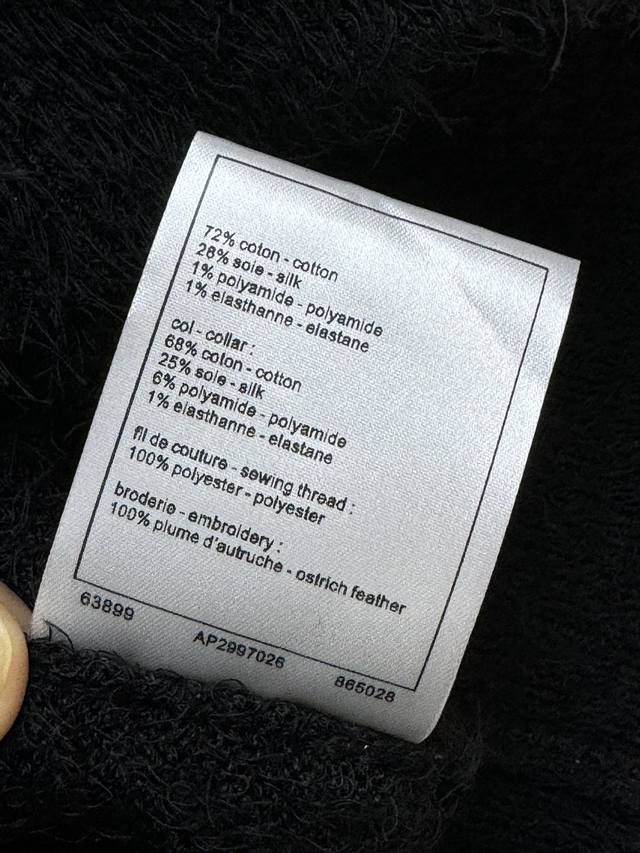 72% coton - cotton
28% soie - silk
1% polyamide - polyamide
1% elasthanne - elastane
col - collar :
68% coton - cotton
25% soie - silk
6% polyamide - polyamide
1% elasthanne - elastane
fil de couture - sewing thread :
100% polyester - polyester
broderie - embroidery :
100% plume d'autruche - ostrich feather
63899 AP2997026 865028